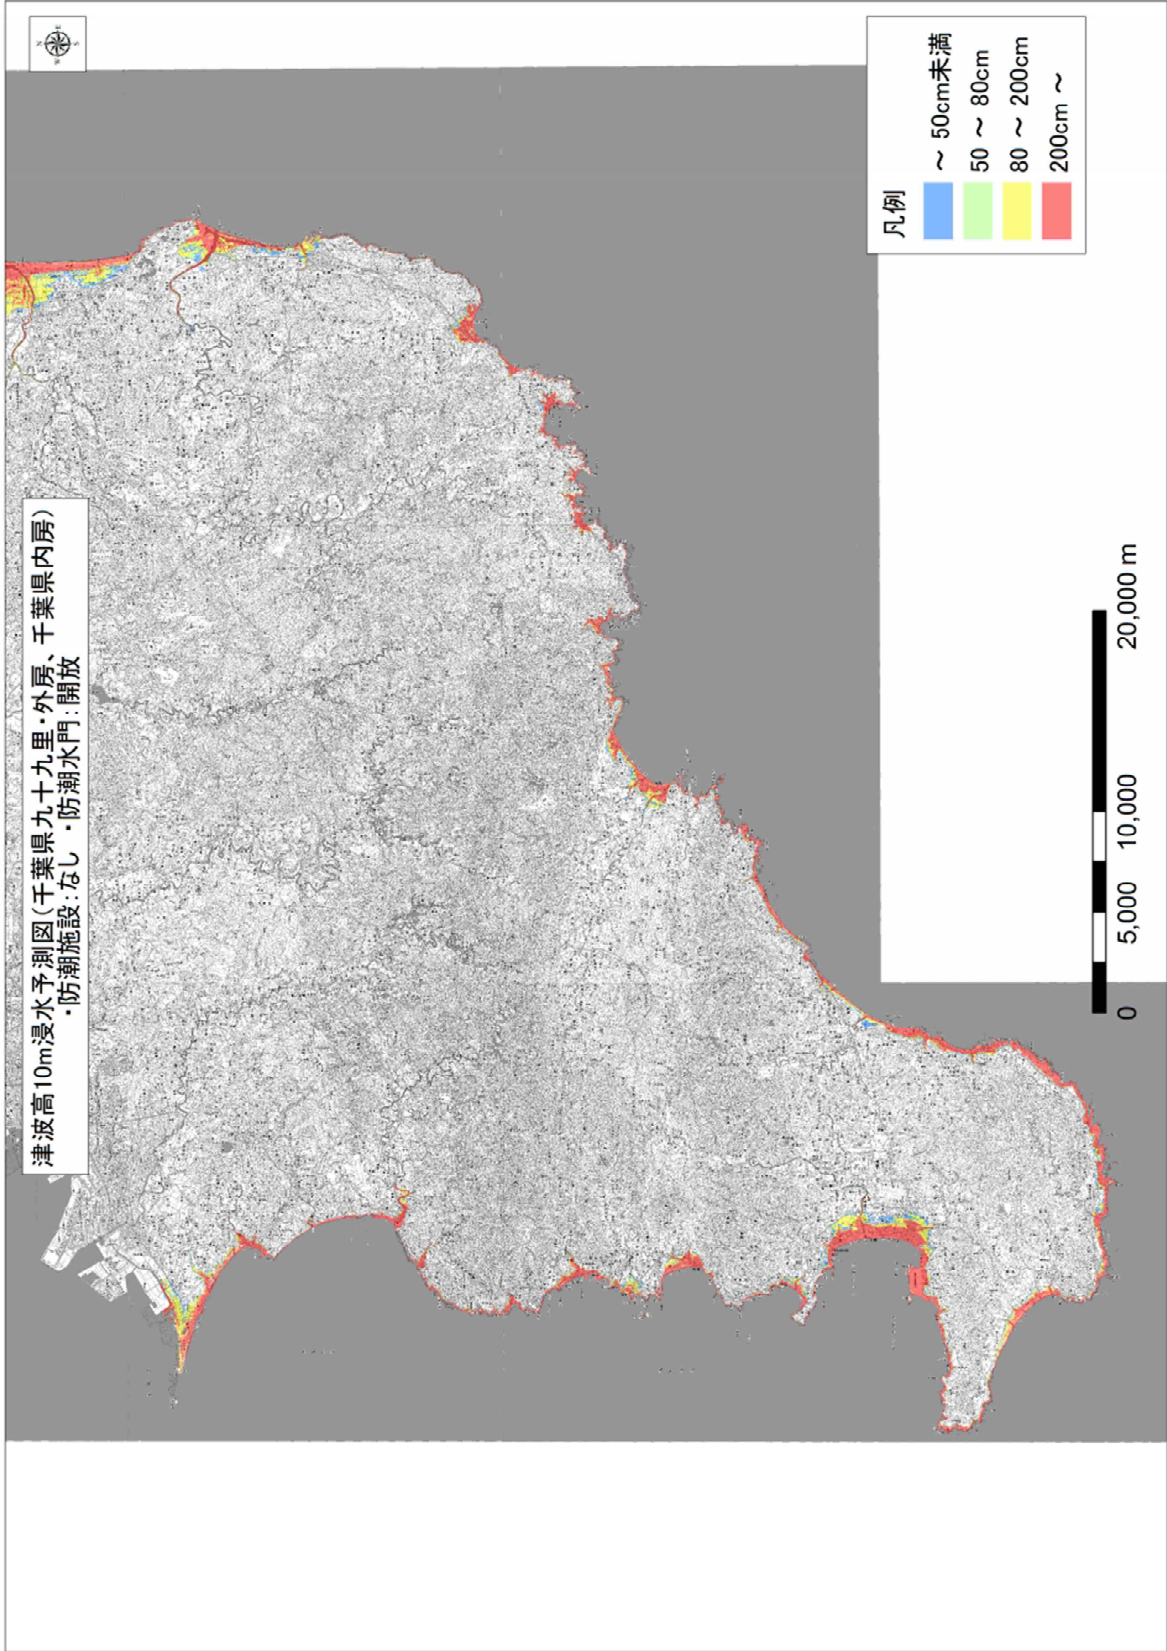 津波高10m浸水予測図(千葉県九十九里・外房、千葉県内房)
・防潮施設:なし ・防潮水門:開放
凡例
~ 50cm未満
50 ~ 80cm
80 ~ 200cm
200cm ~
0 5,000 10,000 20,000 m